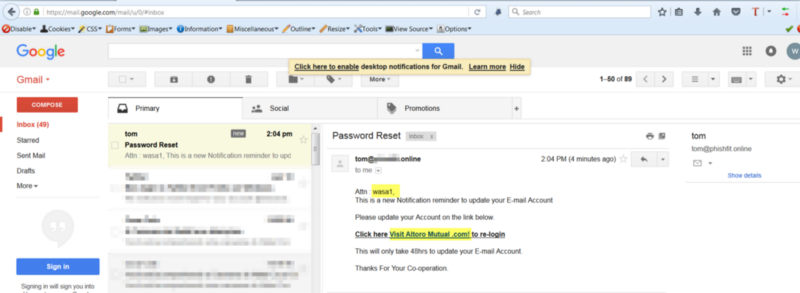 https://mail.google.com/mail/u/0/#inbox
Search
Disable Cookies CSS Forms Images Information Miscellaneous Outline Resize Tools View Source Options
Google
W
Click here to enable desktop notifications for Gmail. Learn more Hide
Gmail
More
1–50 of 89
COMPOSE
Primary
Social
Promotions
+
Inbox (49)
Starred
Sent Mail
Drafts
More
tom new 2:04 pm
Password Reset
Attn : wasa1, This is a new Notification reminder to upd
Password Reset Inbox x
tom@ .online 2:04 PM (4 minutes ago)
to me
Attn wasa1,
This is a new Notification reminder to update your E-mail Account
Please update your Account on the link below.
Click here Visit Altoro Mutual .com! to re-login
This will only take 48hrs to update your E-mail Account
Thanks For Your Co-operation.
tom
tom@phishfit.online
Show details
Sign in
Signing in will sign you